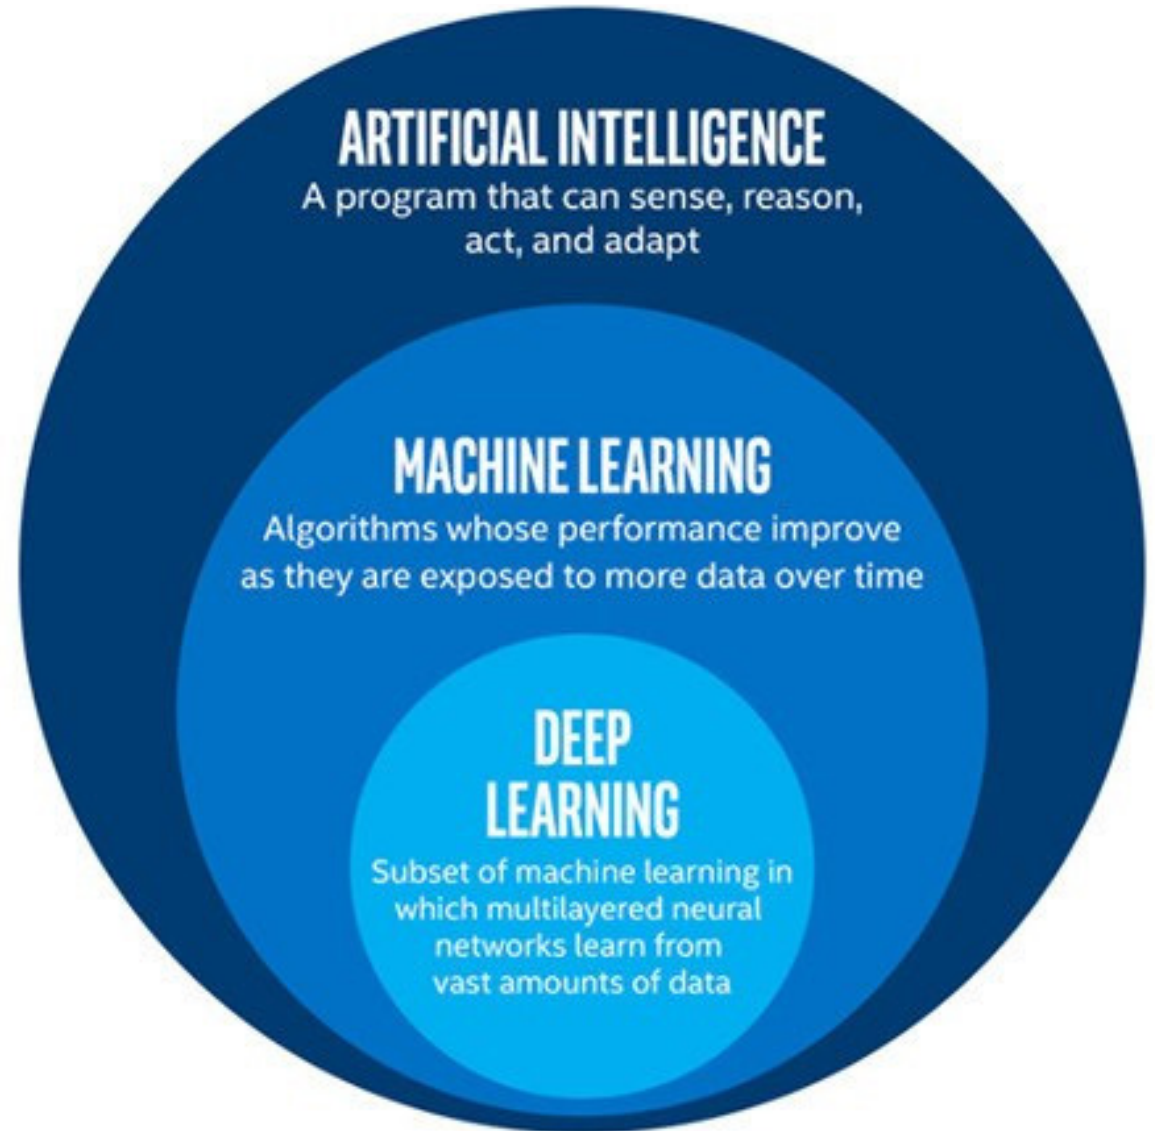 ARTIFICIAL INTELLIGENCE
A program that can sense, reason,
act, and adapt
MACHINE LEARNING
Algorithms whose performance improve
as they are exposed to more data over time
DEEP
LEARNING
Subset of machine learning in
which multilayered neural
networks learn from
vast amounts of data